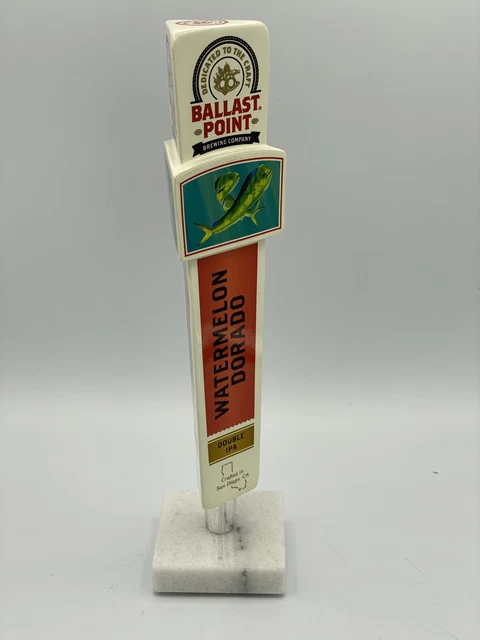 DEDICATED TO THE CRAFT
BALLAST
POINT
BREWING COMPANY
WATERMELON
DORADO
DOUBLE
IPA
Crafted in
San Diego, CA